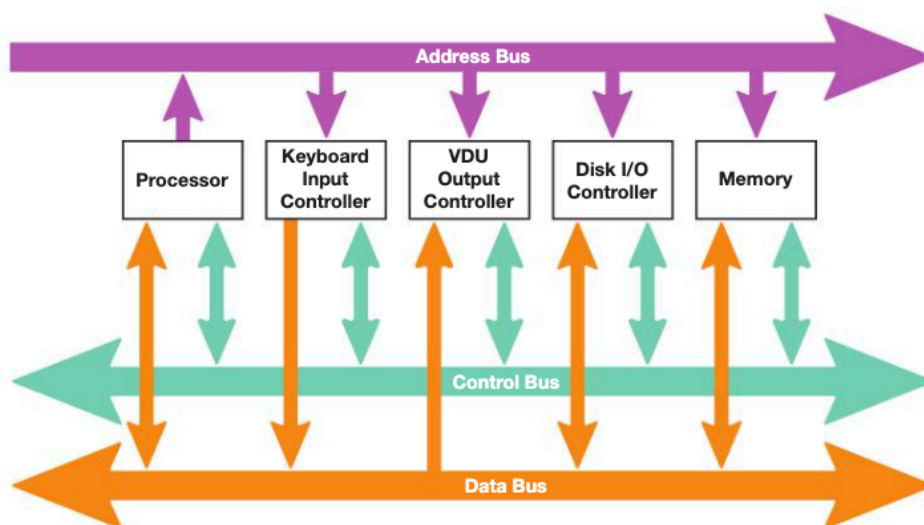 Address Bus
Processor
Keyboard
Input
Controller
VDU
Output
Controller
Disk I/O
Controller
Memory
Control Bus
Data Bus